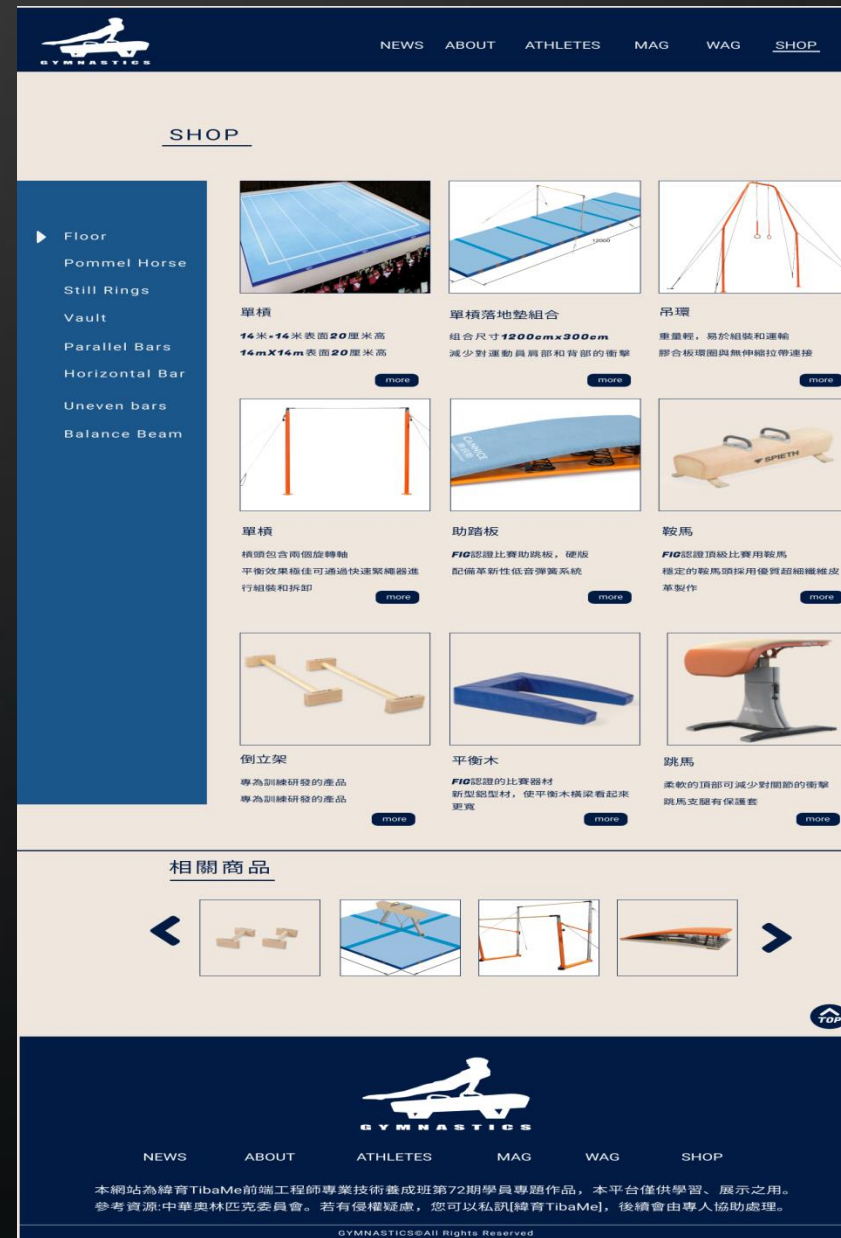 GYMNASTICS
NEWS ABOUT ATHLETES MAG WAG SHOP
SHOP
Floor
Pommel Horse
Still Rings
Vault
Parallel Bars
Horizontal Bar
Uneven bars
Balance Beam
12000
單槓
14米×14米表面20厘米高
14mX14m表面20厘米高
more
單槓落地墊組合
組合尺寸1200cmx300cm
減少對運動員肩部和背部的衝擊
more
吊環
重量輕，易於組裝和運輸
膠合板環圈與無伸縮拉帶連接
more
單槓
槓頭包含兩個旋轉軸
平衡效果極佳可通過快速緊繩器進
行組裝和拆卸
more
助踏板
FIG認證比賽助跳板，硬版
配備革新性低音彈簧系統
more
SPIETH
鞍馬
FIG認證頂級比賽用鞍馬
穩定的鞍馬頭採用優質超細纖維皮
革製作
more
倒立架
專為訓練研發的產品
專為訓練研發的產品
more
平衡木
FIG認證的比賽器材
新型鋁型材，使平衡木橫梁看起來
更寬
more
跳馬
柔軟的頂部可減少對關節的衝擊
跳馬支腿有保護套
more
相關商品
TOP
GYMNASTICS
NEWS ABOUT ATHLETES MAG WAG SHOP
本網站為緯育TibaMe前端工程師專業技術養成班第72期學員專題作品，本平台僅供學習、展示之用。
參考資源:中華奧林匹克委員會。若有侵權疑慮，您可以私訊[緯育TibaMe]，後續會由專人協助處理。
GYMNASTICS©All Rights Reserved